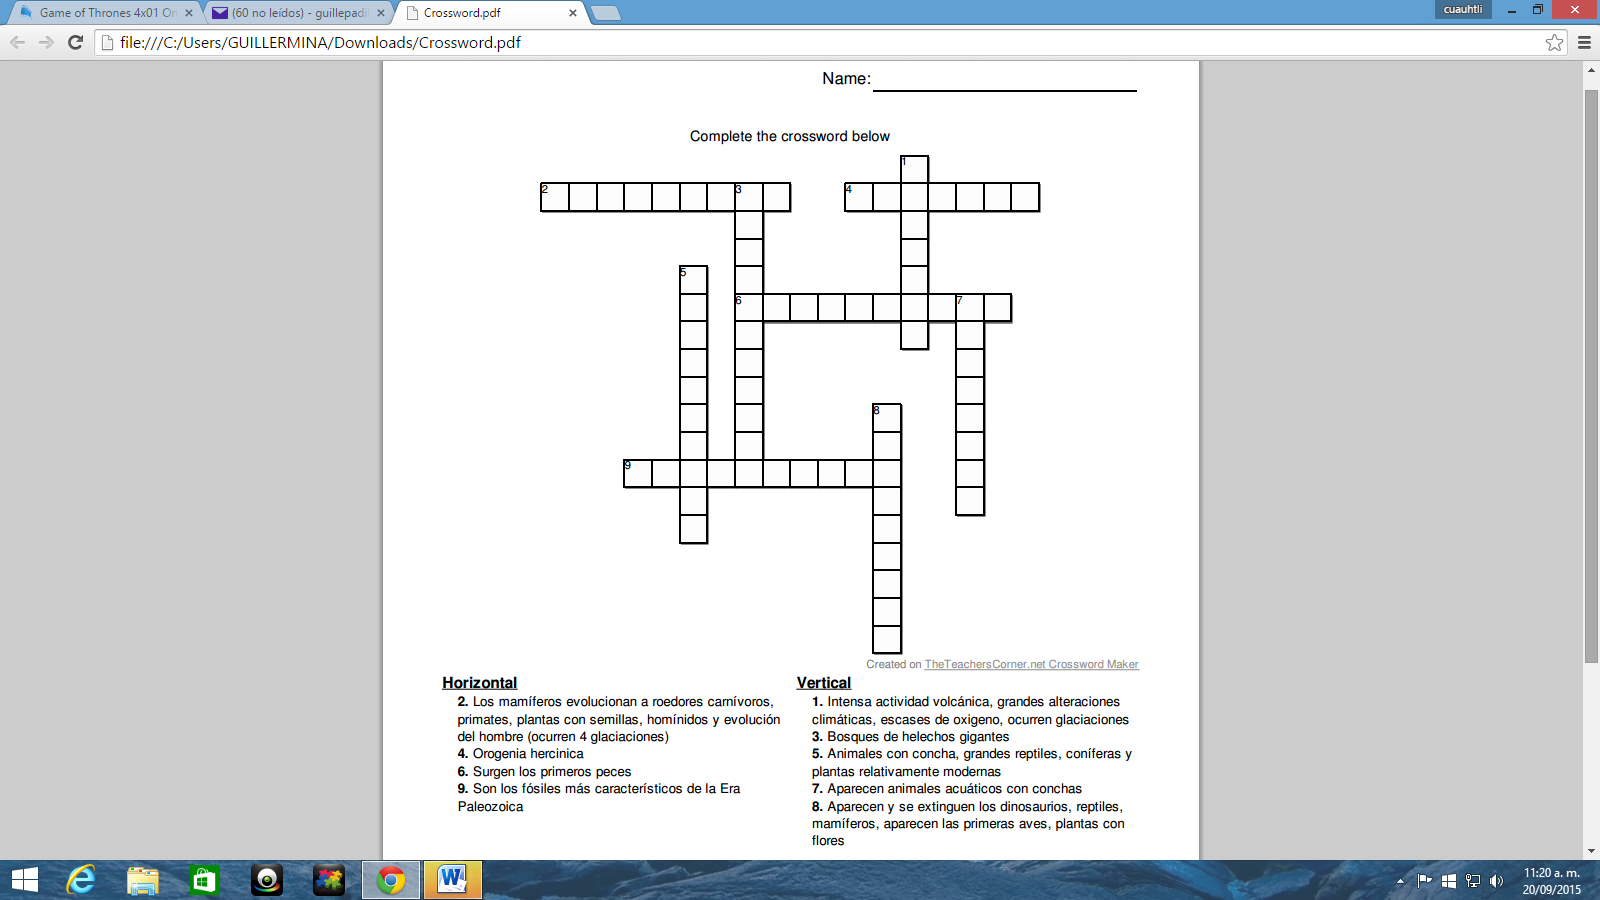 Game of Thrones 4x01 On
(60 no leídos) - guillepadil
Crossword.pdf
cuauhtli
file:///C:/Users/GUILLERMINA/Downloads/Crossword.pdf
Name:
Complete the crossword below
1
2 3 4
5
6 7
8
9
Created on TheTeachersCorner.net Crossword Maker
Horizontal
2. Los mamíferos evolucionan a roedores carnívoros,
primates, plantas con semillas, homínidos y evolución
del hombre (ocurren 4 glaciaciones)
4. Orogenia hercinica
6. Surgen los primeros peces
9. Son los fósiles más característicos de la Era
Paleozoica
Vertical
1. Intensa actividad volcánica, grandes alteraciones
climáticas, escases de oxigeno, ocurren glaciaciones
3. Bosques de helechos gigantes
5. Animales con concha, grandes reptiles, coníferas y
plantas relativamente modernas
7. Aparecen animales acuáticos con conchas
8. Aparecen y se extinguen los dinosaurios, reptiles,
mamíferos, aparecen las primeras aves, plantas con
flores
11:20 a. m.
20/09/2015